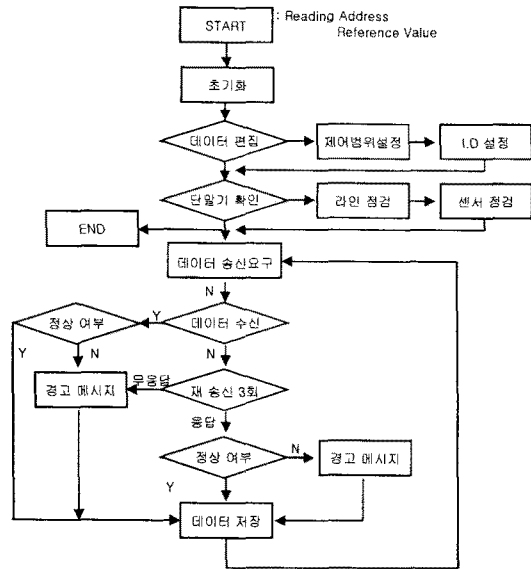 START
: Reading Address
Reference Value
초기화
데이터 편집
제어범위설정
I.D 설정
단말기 확인
라인 점검
센서 점검
END
데이터 송신요구
N
정상 여부
Y
데이터 수신
Y
N
N
경고 메시지
무응답
재 송신 3회
응답
정상 여부
N
경고 메시지
Y
데이터 저장